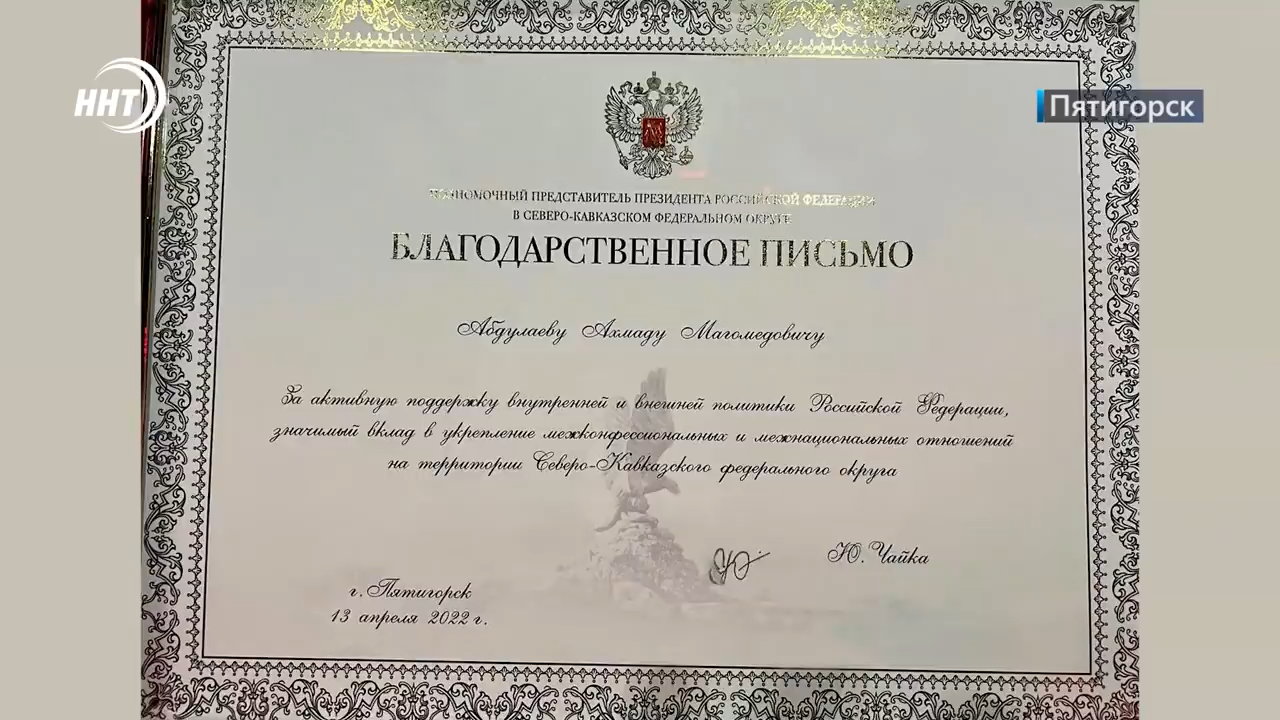 ННТ
Пятигорск
ПОЛНОМОЧНЫЙ ПРЕДСТАВИТЕЛЬ ПРЕЗИДЕНТА РОССИЙСКОЙ ФЕДЕРАЦИИ
В СЕВЕРО-КАВКАЗСКОМ ФЕДЕРАЛЬНОМ ОКРУГЕ
БЛАГОДАРСТВЕННОЕ ПИСЬМО
Абдулаеву Ахмаду Магомедовичу
За активную поддержку внутренней и внешней политики Российской Федерации,
значимый вклад в укрепление межконфессиональных и межнациональных отношений
на территории Северо-Кавказского федерального округа
Ю. Чайка
г. Пятигорск
13 апреля 2022 г.